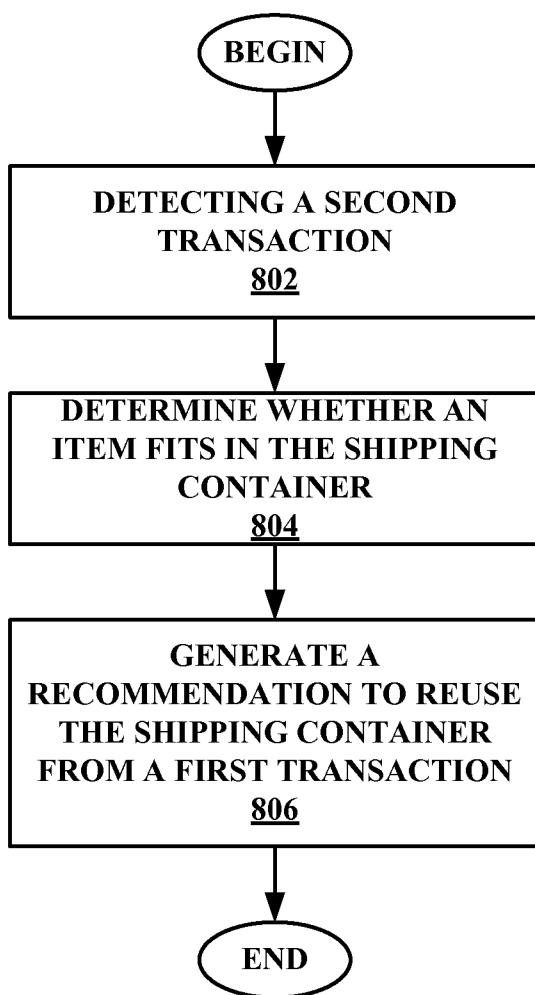 BEGIN
DETECTING A SECOND
TRANSACTION
802
DETERMINE WHETHER AN
ITEM FITS IN THE SHIPPING
CONTAINER
804
GENERATE A
RECOMMENDATION TO REUSE
THE SHIPPING CONTAINER
FROM A FIRST TRANSACTION
806
END